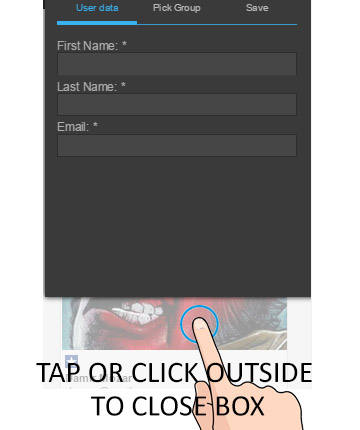 User data Pick Group Save
First Name: *
Last Name: *
Email: *
TAP OR CLICK OUTSIDE
TO CLOSE BOX